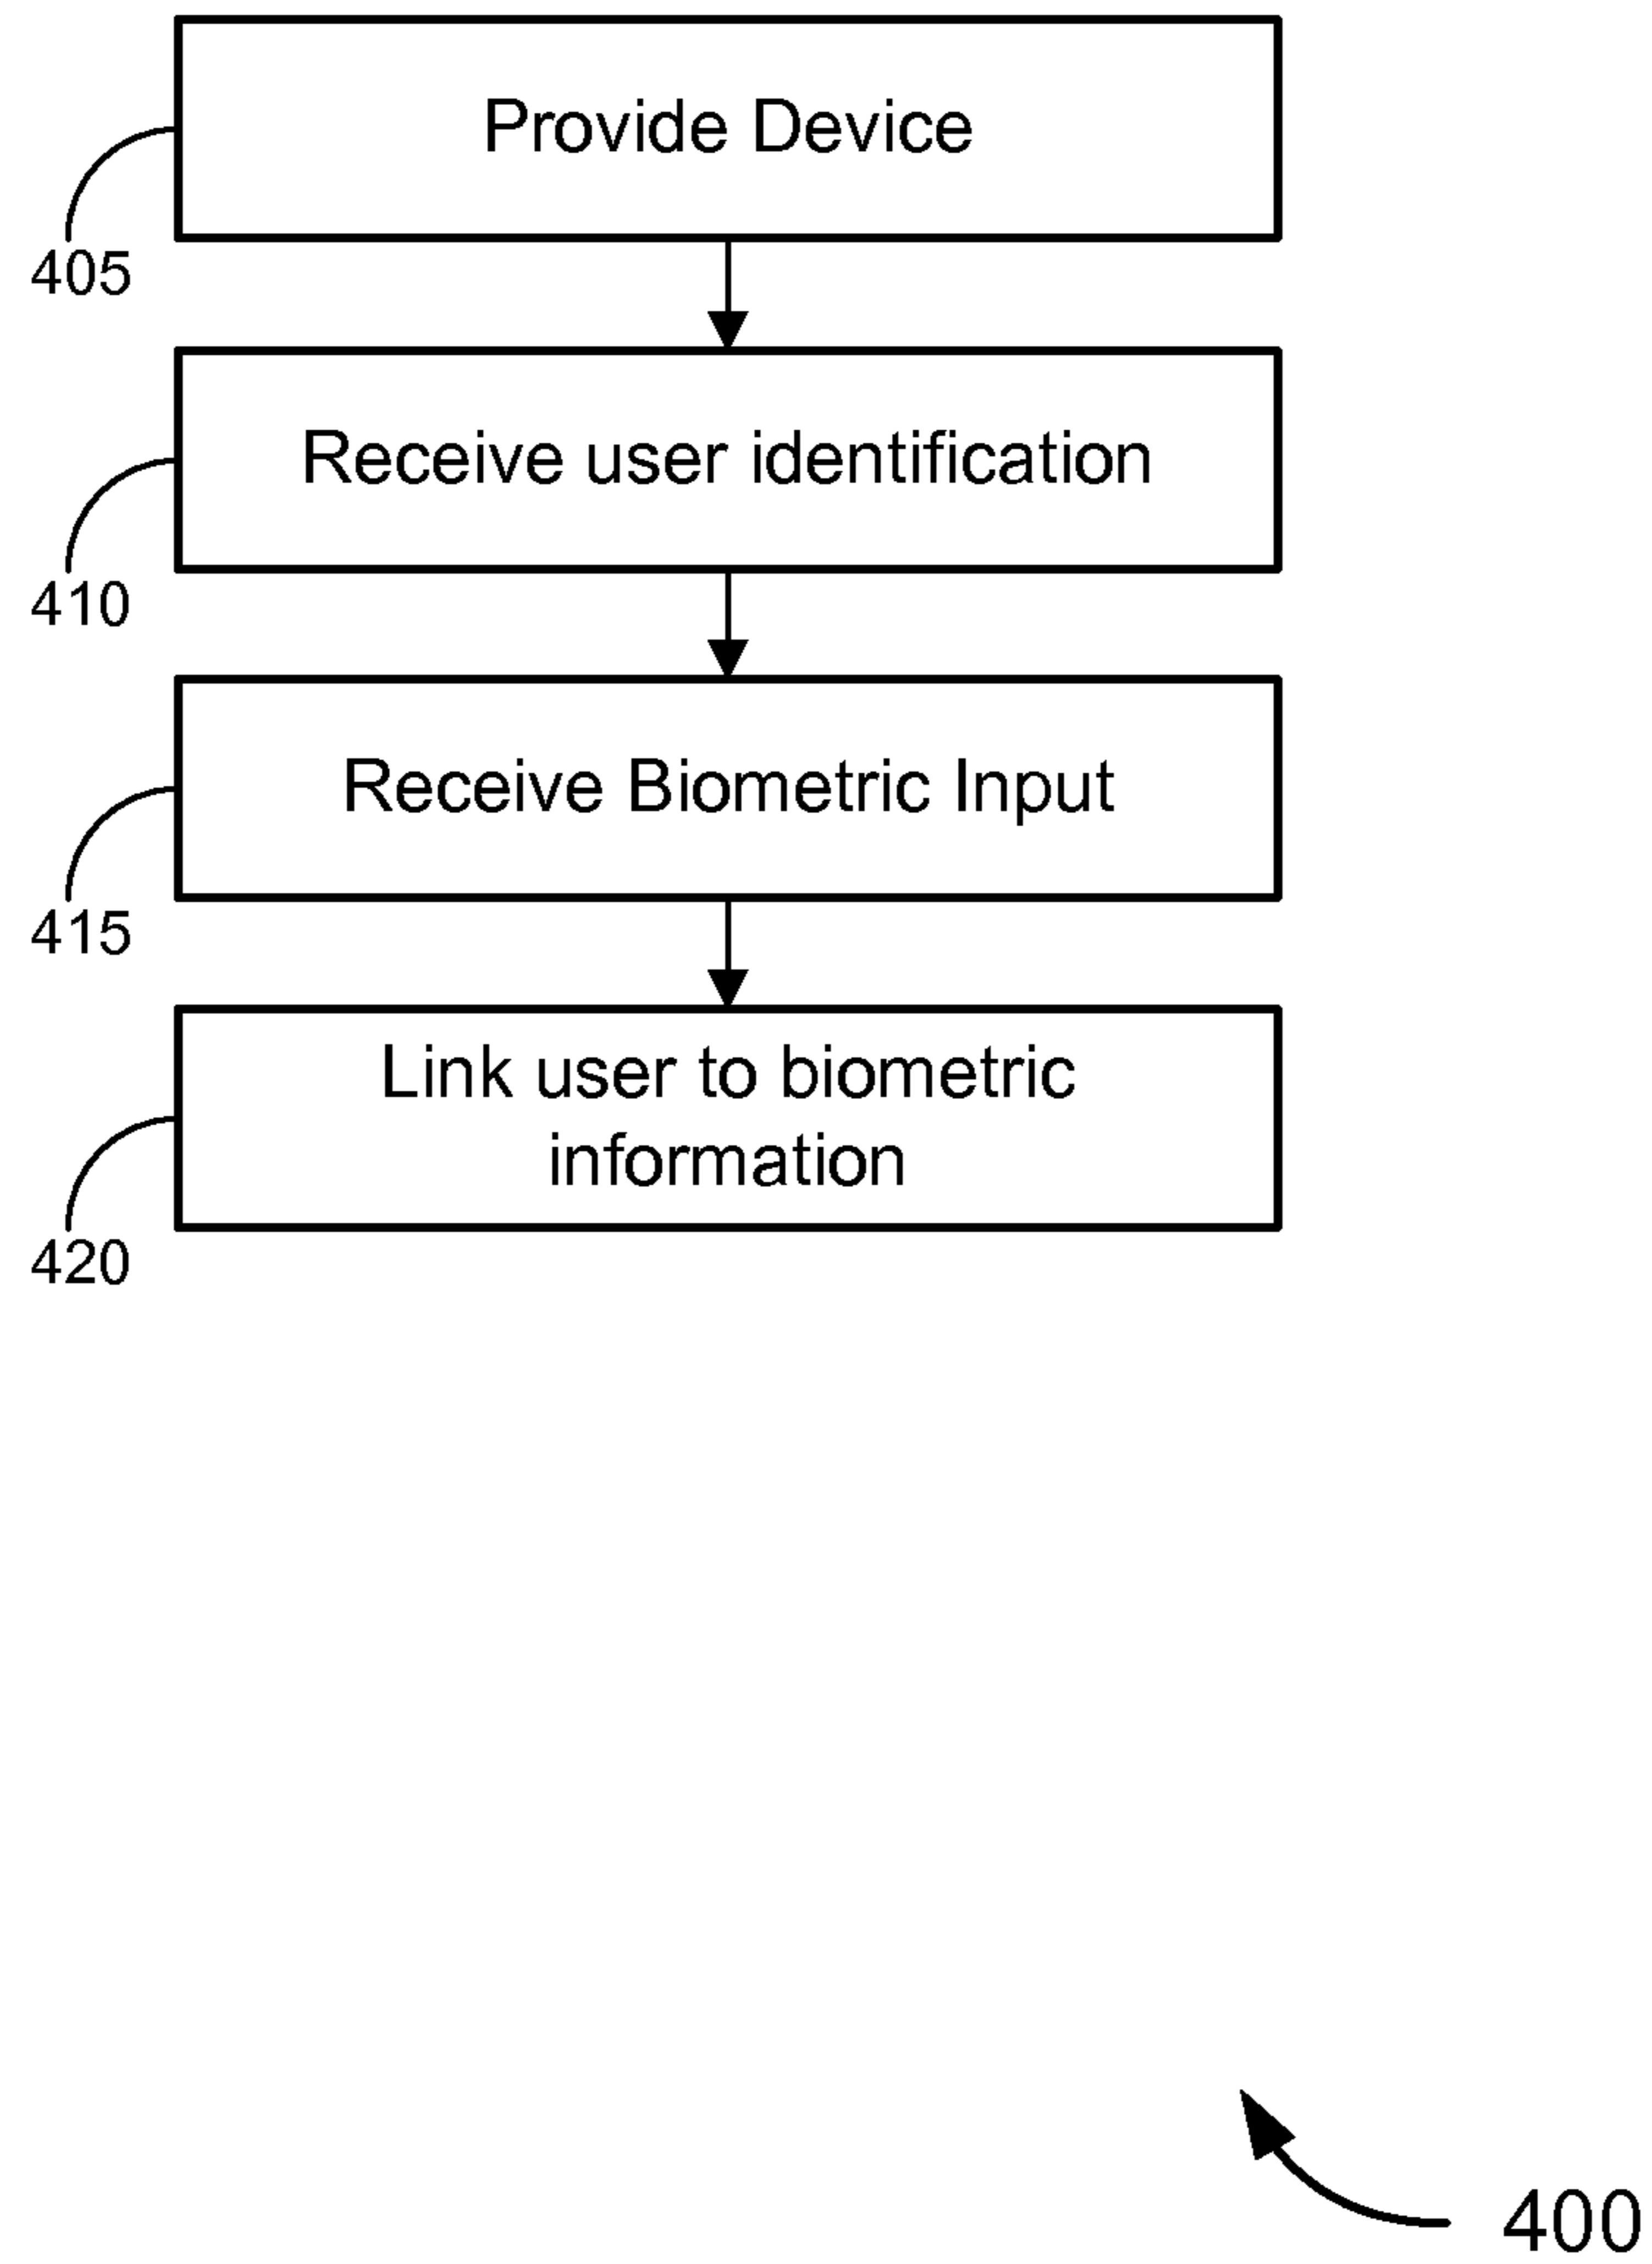 Provide Device
405
Receive user identification
410
Receive Biometric Input
415
Link user to biometric
information
420
400